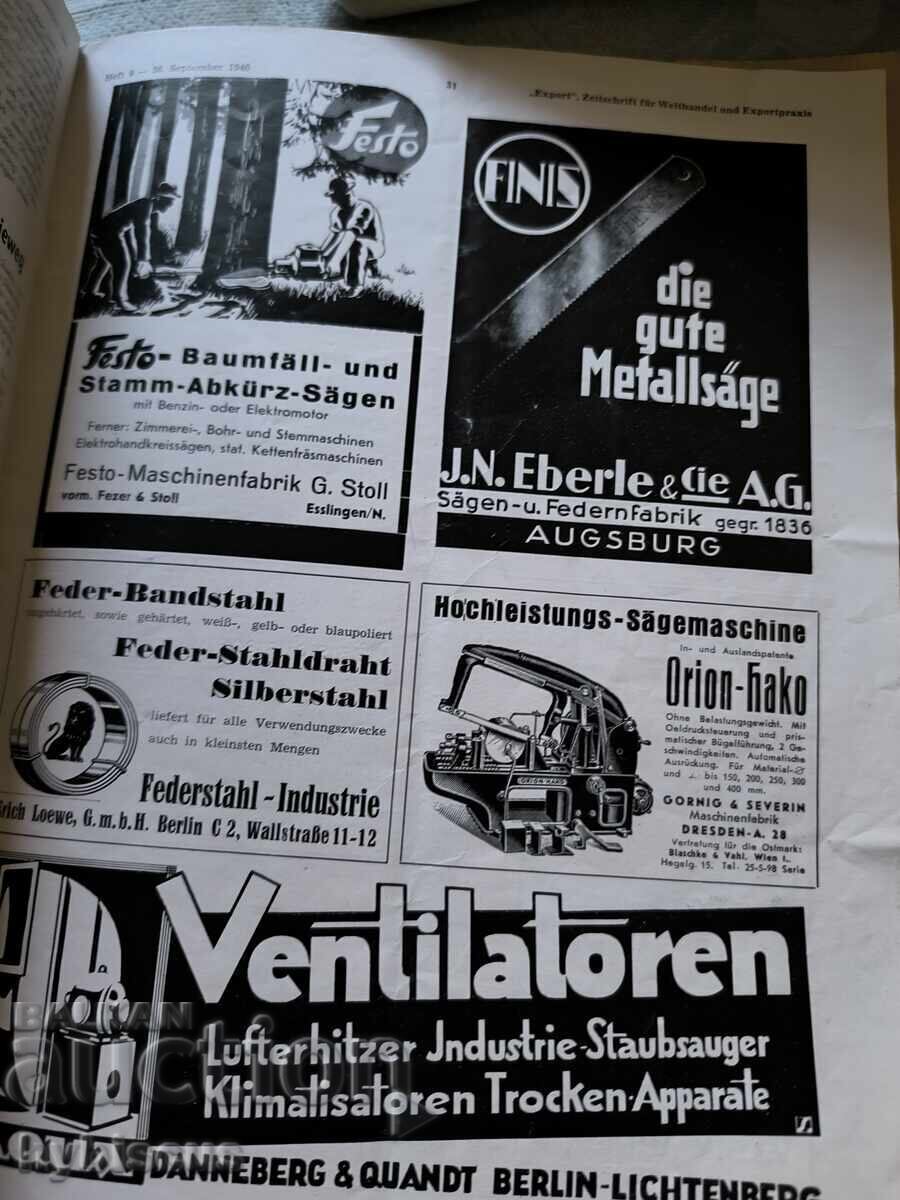 September 1940
31
„Export“, Zeitschrift für Welthandel und Exportpraxis
Festo
Festo- Baumfäll- und
Stamm-Abkürz-Sägen
mit Benzin- oder Elektromotor
Ferner: Zimmerei-, Bohr- und Stemmaschinen
Elektrohandkreissägen, stat. Kettenfräsmaschinen
Festo-Maschinenfabrik G. Stoll
vorm. Fezer & Stoll
Esslingen/N.
FINIS
die
gute
Metallsäge
J.N. Eberle & Cie A.G.
Sägen-u. Federnfabrik gegr. 1836
AUGSBURG
Feder-Bandstahl
ungehärtet, sowie gehärtet, weiß-, gelb- oder blaupoliert
Feder-Stahldraht
Silberstahl
liefert für alle Verwendungszwecke
auch in kleinsten Mengen
Federstahl-Industrie
Erich Loewe, G.m.b.H. Berlin C 2, Wallstraße 11-12
Hochleistungs-Sägemaschine
In- und Auslandspatente
Orion-hako
Ohne Belastungsgewicht. Mit
Oeldrucksteuerung und pris-
matischer Bügelführung, 2 Ge-
schwindigkeiten. Automatische
Ausrückung. Für Material-⌀
und bis 150, 200, 250, 300
und 400 mm.
GORNIG & SEVERIN
Maschinenfabrik
DRESDEN-A. 28
Vertretung für die Ostmark:
Blaschke & Vahl, Wien I.,
Hegelg. 15. Tel. 25-5-98 Serie
ORION-HAKO
Ventilatoren
Lufterhitzer Jndustrie-Staubsauger
Klimatisatoren Trocken-Apparate
DANNEBERG & QUANDT BERLIN-LICHTENBERG
BALKAN
auction